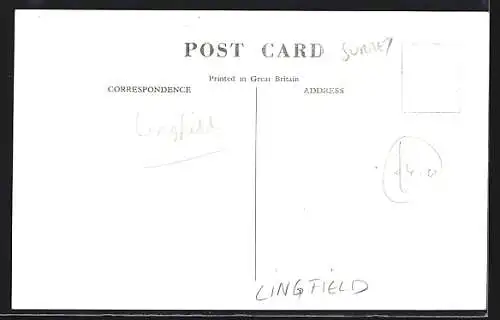 POST CARD SURREY
Printed in Great Britain
CORRESPONDENCE ADDRESS
Lingfield
LINGFIELD